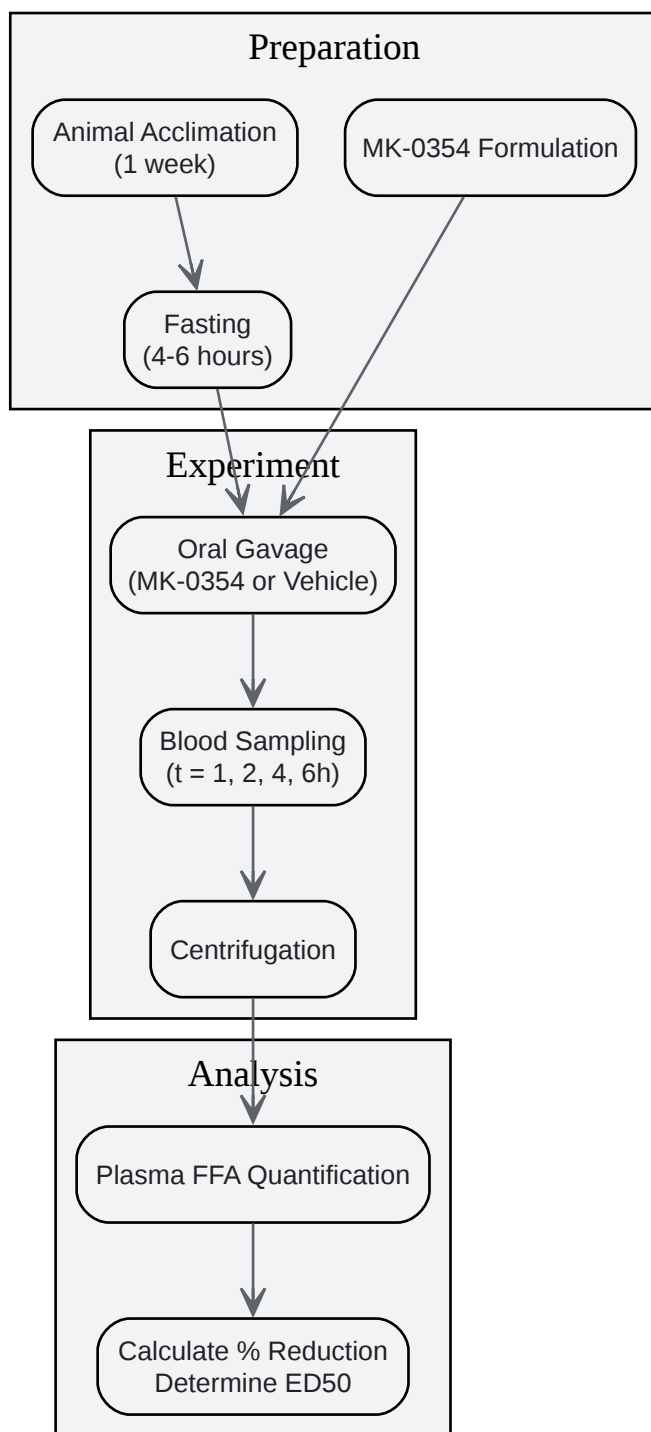 Preparation
Animal Acclimation
(1 week)
MK-0354 Formulation
Fasting
(4-6 hours)
Experiment
Oral Gavage
(MK-0354 or Vehicle)
Blood Sampling
(t = 1, 2, 4, 6h)
Centrifugation
Analysis
Plasma FFA Quantification
Calculate % Reduction
Determine ED50